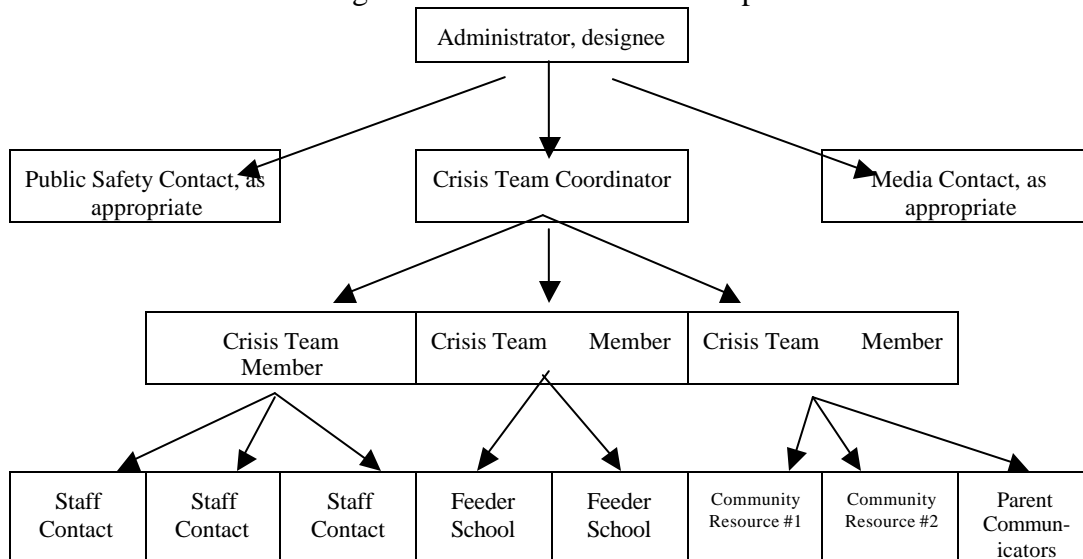 Administrator, designee
Public Safety Contact, as
appropriate
Crisis Team Coordinator
Media Contact, as
appropriate
Crisis Team
Member
Crisis Team Member
Crisis Team Member
Staff
Contact
Staff
Contact
Staff
Contact
Feeder
School
Feeder
School
Community
Resource #1
Community
Resource #2
Parent
Commun-
icators